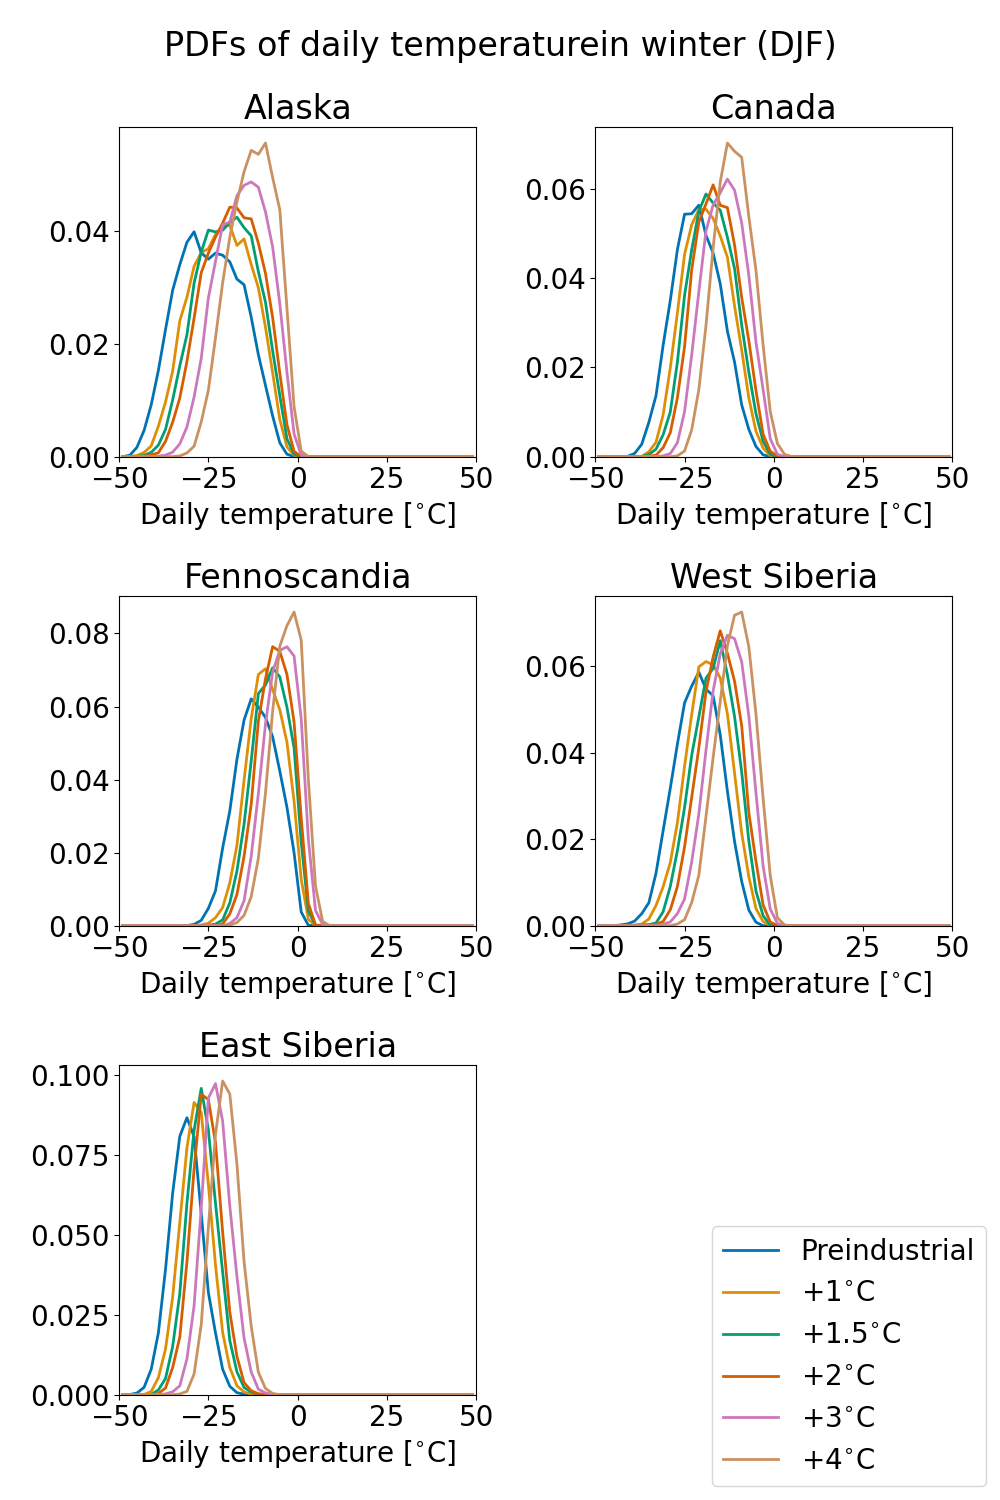 PDFs of daily temperaturein winter (DJF)
Alaska
Canada
0.04
0.02
0.00
−50 −25 0 25 50
Daily temperature [°C]
0.06
0.04
0.02
0.00
−50 −25 0 25 50
Daily temperature [°C]
Fennoscandia
West Siberia
0.08
0.06
0.04
0.02
0.00
−50 −25 0 25 50
Daily temperature [°C]
0.06
0.04
0.02
0.00
−50 −25 0 25 50
Daily temperature [°C]
East Siberia
0.100
0.075
0.050
0.025
0.000
−50 −25 0 25 50
Daily temperature [°C]
Preindustrial
+1°C
+1.5°C
+2°C
+3°C
+4°C